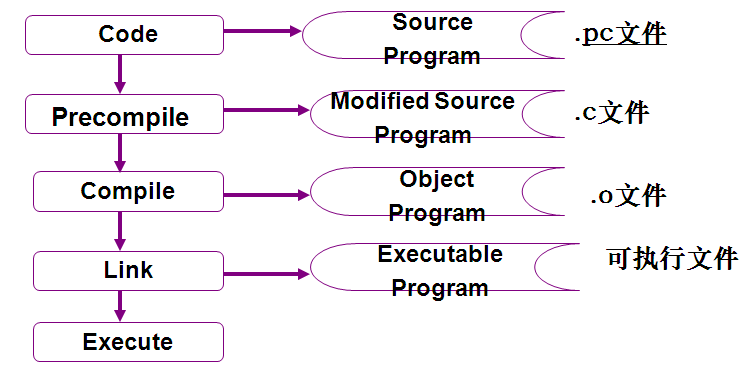 Code
Source
Program
.pc文件
Precompile
Modified Source
Program
.c文件
Compile
Object
Program
.o文件
Link
Executable
Program
可执行文件
Execute